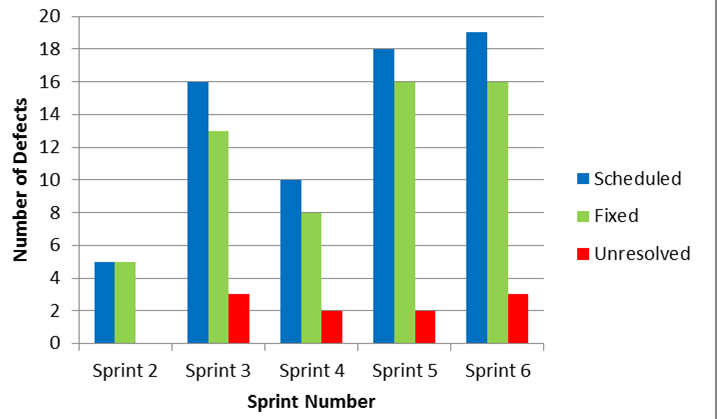 20
18
16
14
12
10
8
6
4
2
0
Number of Defects
Sprint 2 Sprint 3 Sprint 4 Sprint 5 Sprint 6
Sprint Number
Scheduled
Fixed
Unresolved